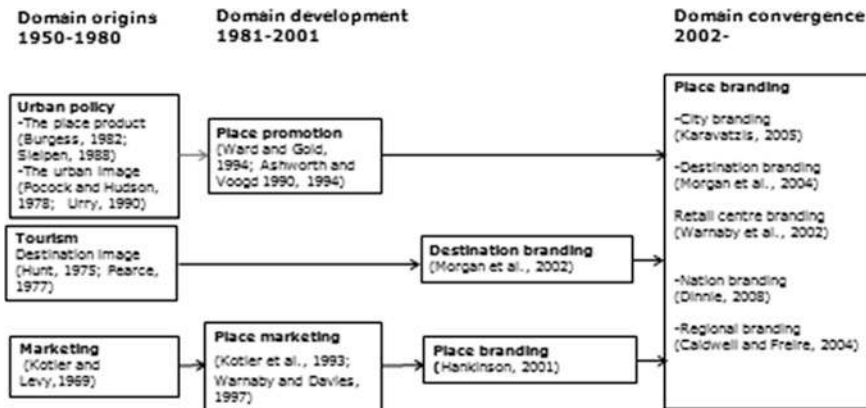 Domain origins
1950-1980
Domain development
1981-2001
Domain convergence
2002-
Urban policy
-The place product
(Burgess, 1982;
Sleipen, 1988)
-The urban image
(Pocock and Hudson,
1978; Urry, 1990)
Place promotion
(Ward and Gold,
1994; Ashworth and
Voogd 1990, 1994)
Tourism
Destination image
(Hunt, 1975; Pearce,
1977)
Destination branding
(Morgan et al., 2002)
Marketing
(Kotler and
Levy,1969)
Place marketing
(Kotler et al., 1993;
Warnaby and Davies,
1997)
Place branding
(Hankinson, 2001)
Place branding
-City branding
(Karavatzis, 2005)
-Destination branding
(Morgan et al., 2004)
Retail centre branding
(Warnaby et al., 2002)
-Nation branding
(Dinnie, 2008)
-Regional branding
(Caldwell and Freire, 2004)